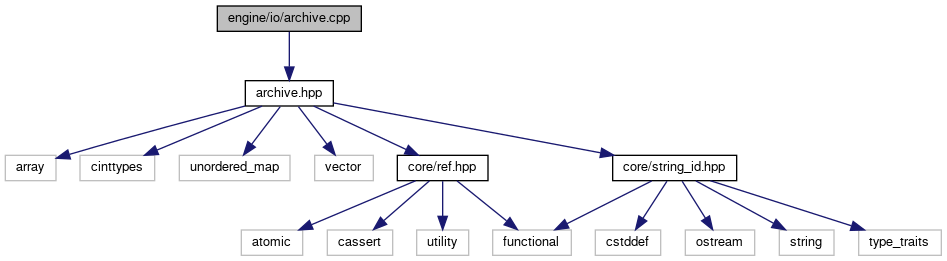 engine/io/archive.cpp
archive.hpp
array
cinttypes
unordered_map
vector
core/ref.hpp
core/string_id.hpp
atomic
cassert
utility
functional
cstddef
ostream
string
type_traits